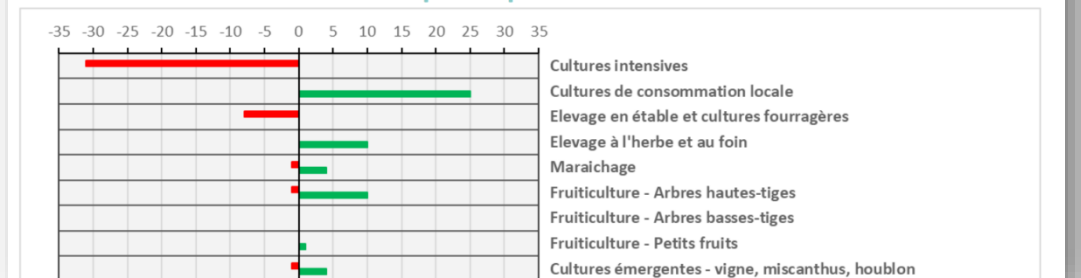 -35 -30 -25 -20 -15 -10 -5 0 5 10 15 20 25 30 35
Cultures intensives
Cultures de consommation locale
Elevage en étable et cultures fourragères
Elevage à l'herbe et au foin
Maraichage
Fruiticulture - Arbres hautes-tiges
Fruiticulture - Arbres basses-tiges
Fruiticulture - Petits fruits
Cultures émergentes - vigne, miscanthus, houblon